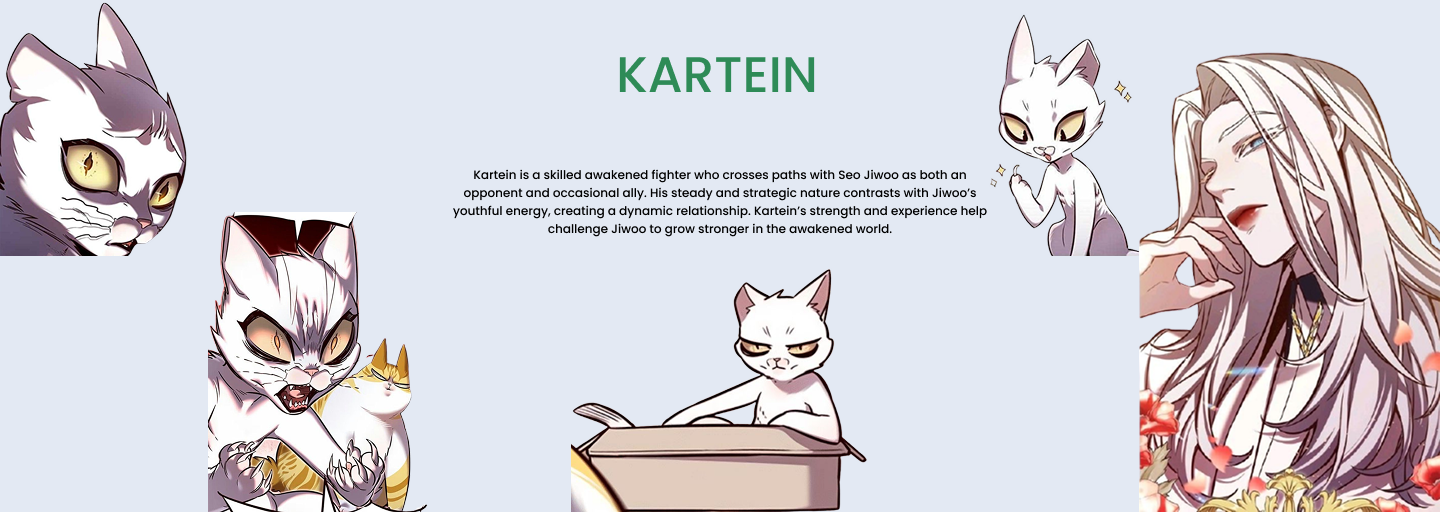 KARTEIN
Kartein is a skilled awakened fighter who crosses paths with Seo Jiwoo as both an
opponent and occasional ally. His steady and strategic nature contrasts with Jiwoo’s
youthful energy, creating a dynamic relationship. Kartein’s strength and experience help
challenge Jiwoo to grow stronger in the awakened world.